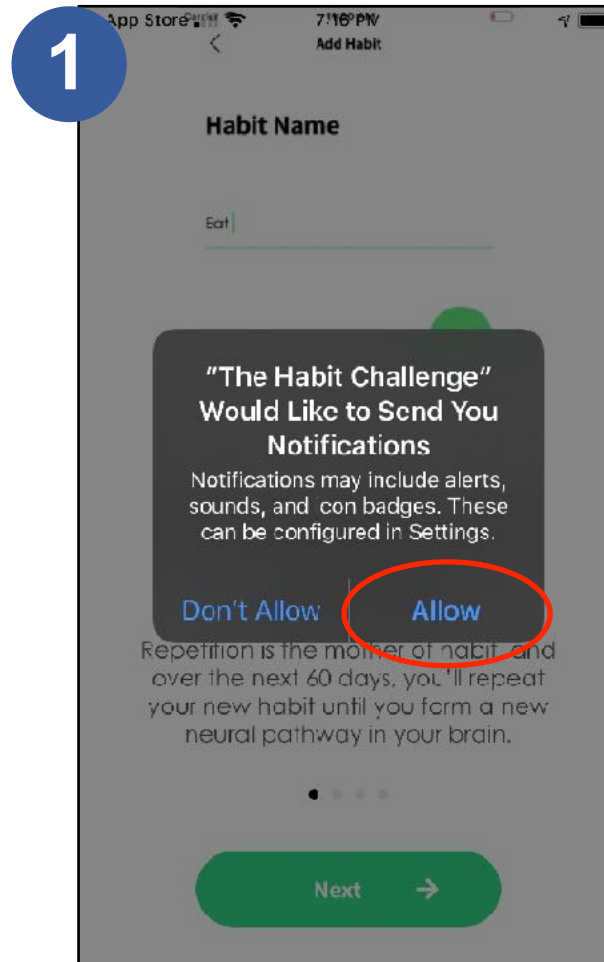 1
App Store
Add Habit
Habit Name
Eat
"The Habit Challenge"
Would Like to Send You
Notifications
Notifications may include alerts,
sounds, and icon badges. These
can be configured in Settings.
Don't Allow
Allow
Repetition is the mother of habit, and
over the next 60 days, you'll repeat
your new habit until you form a new
neural pathway in your brain.
Next